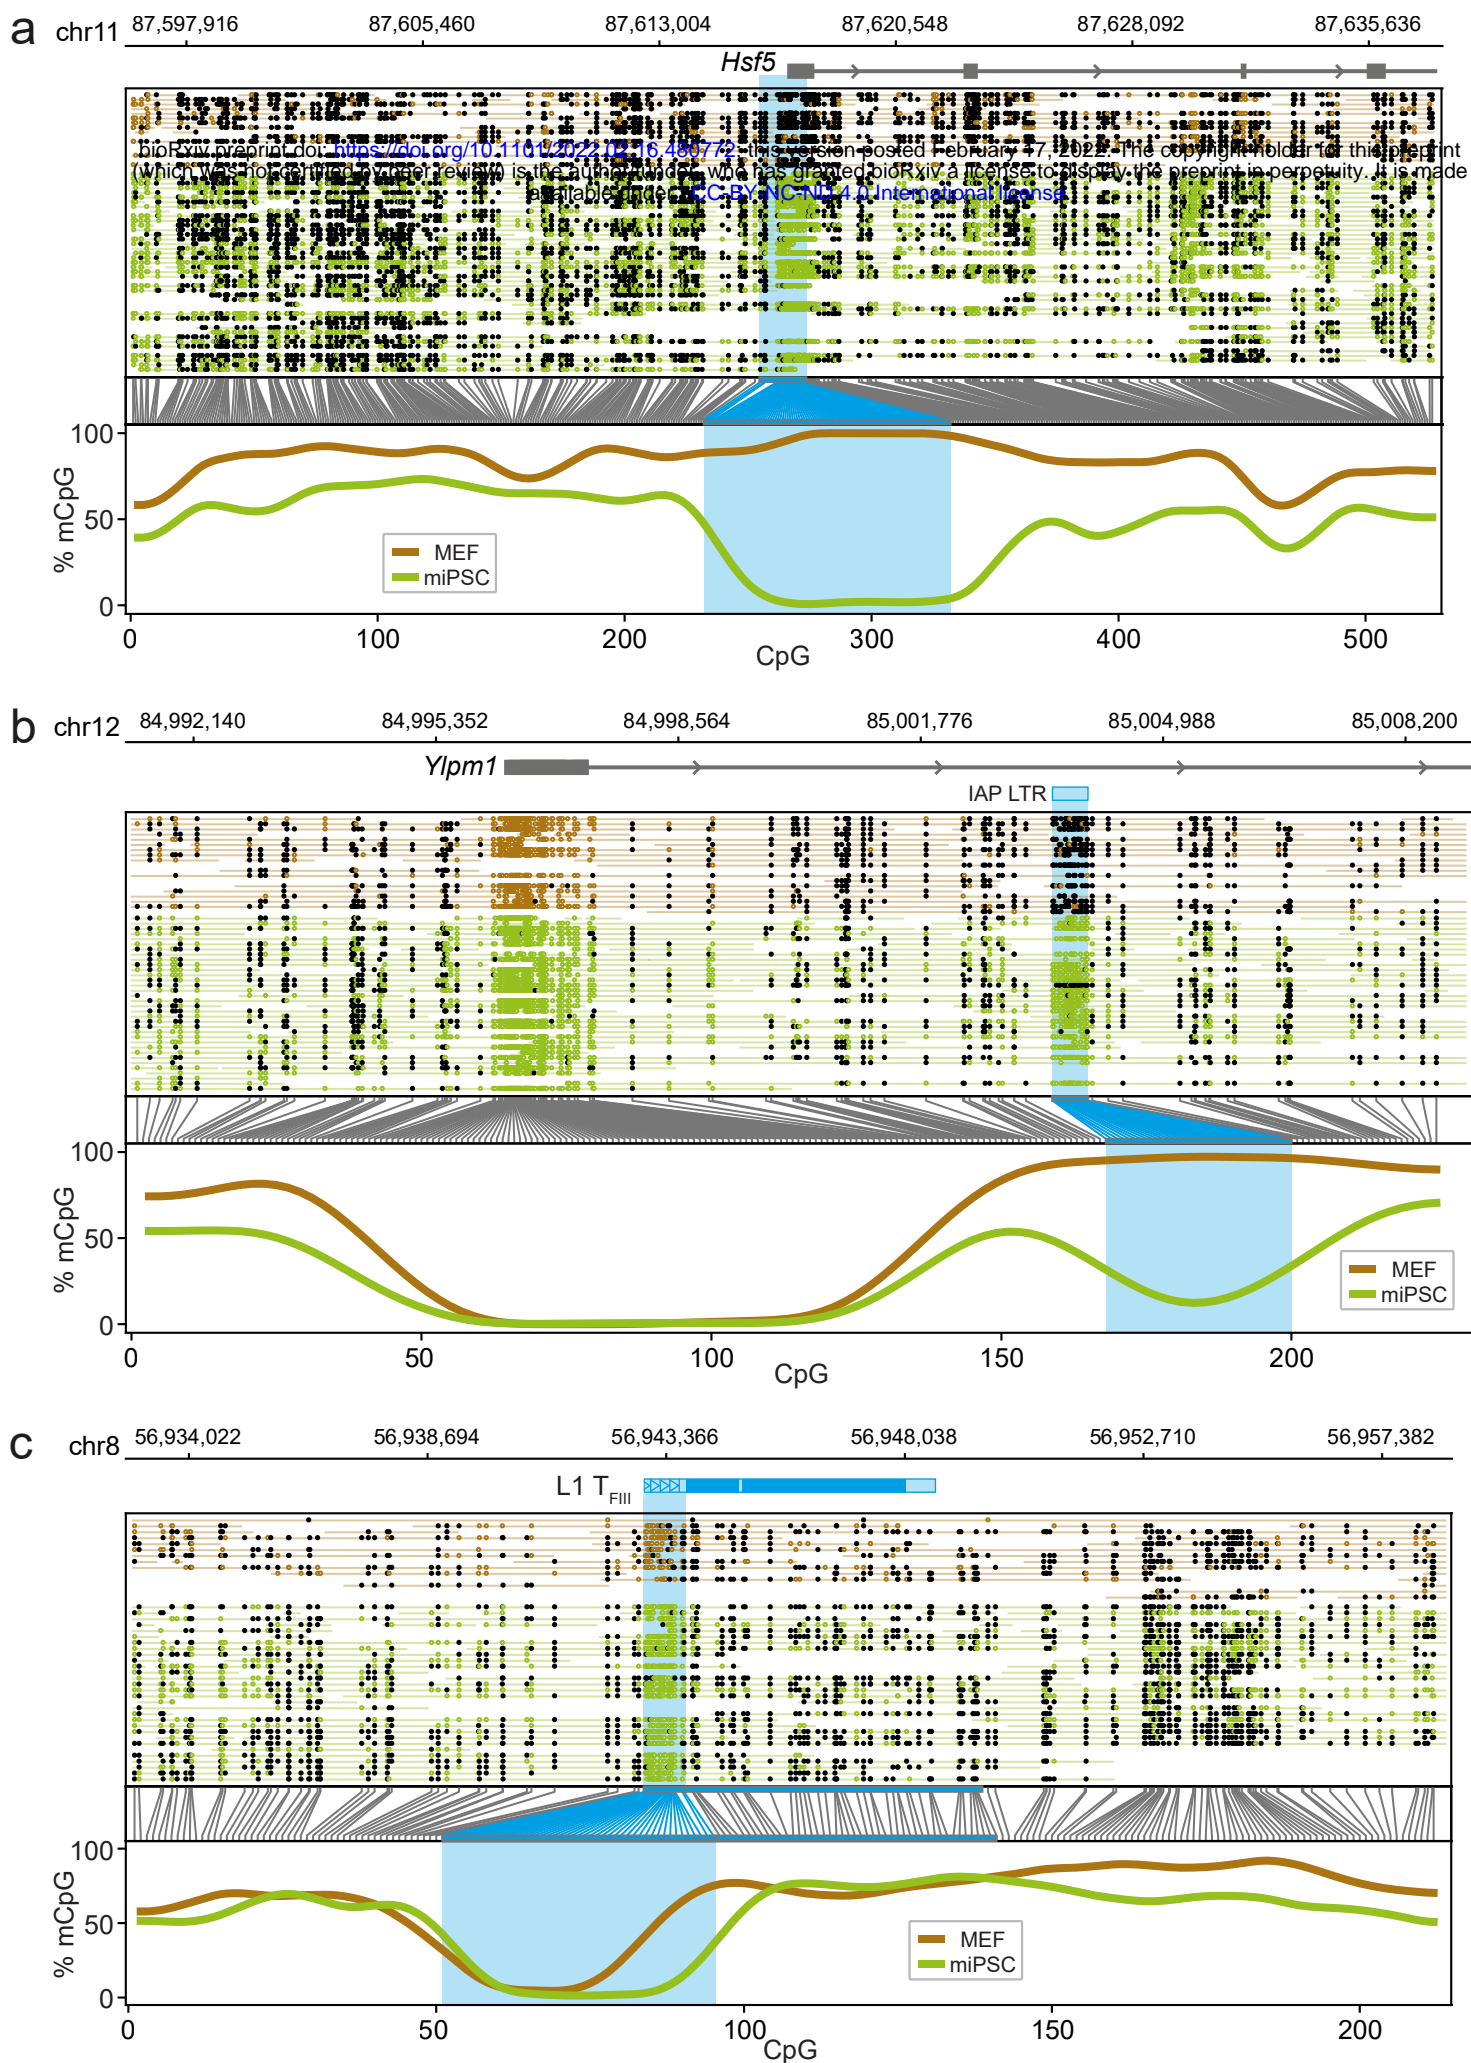 a chr11 87,597,916 87,605,460 87,613,004 87,620,548 87,628,092 87,635,636
Hsf5
bioRxiv preprint doi: https://doi.org/10.1101/2022.02.16.480772; this version posted February 17, 2022. The copyright holder for this preprint
(which was not certified by peer review) is the author/funder, who has granted bioRxiv a license to display the preprint in perpetuity. It is made
available under a CC-BY-NC-ND 4.0 International license.
100
50
0
% mCpG
MEF
miPSC
0 100 200 300 400 500
CpG
b chr12 84,992,140 84,995,352 84,998,564 85,001,776 85,004,988 85,008,200
Ylpm1
IAP LTR
100
50
0
% mCpG
MEF
miPSC
0 50 100 150 200
CpG
c chr8 56,934,022 56,938,694 56,943,366 56,948,038 56,952,710 56,957,382
L1 TFIII
100
50
0
% mCpG
MEF
miPSC
0 50 100 150 200
CpG